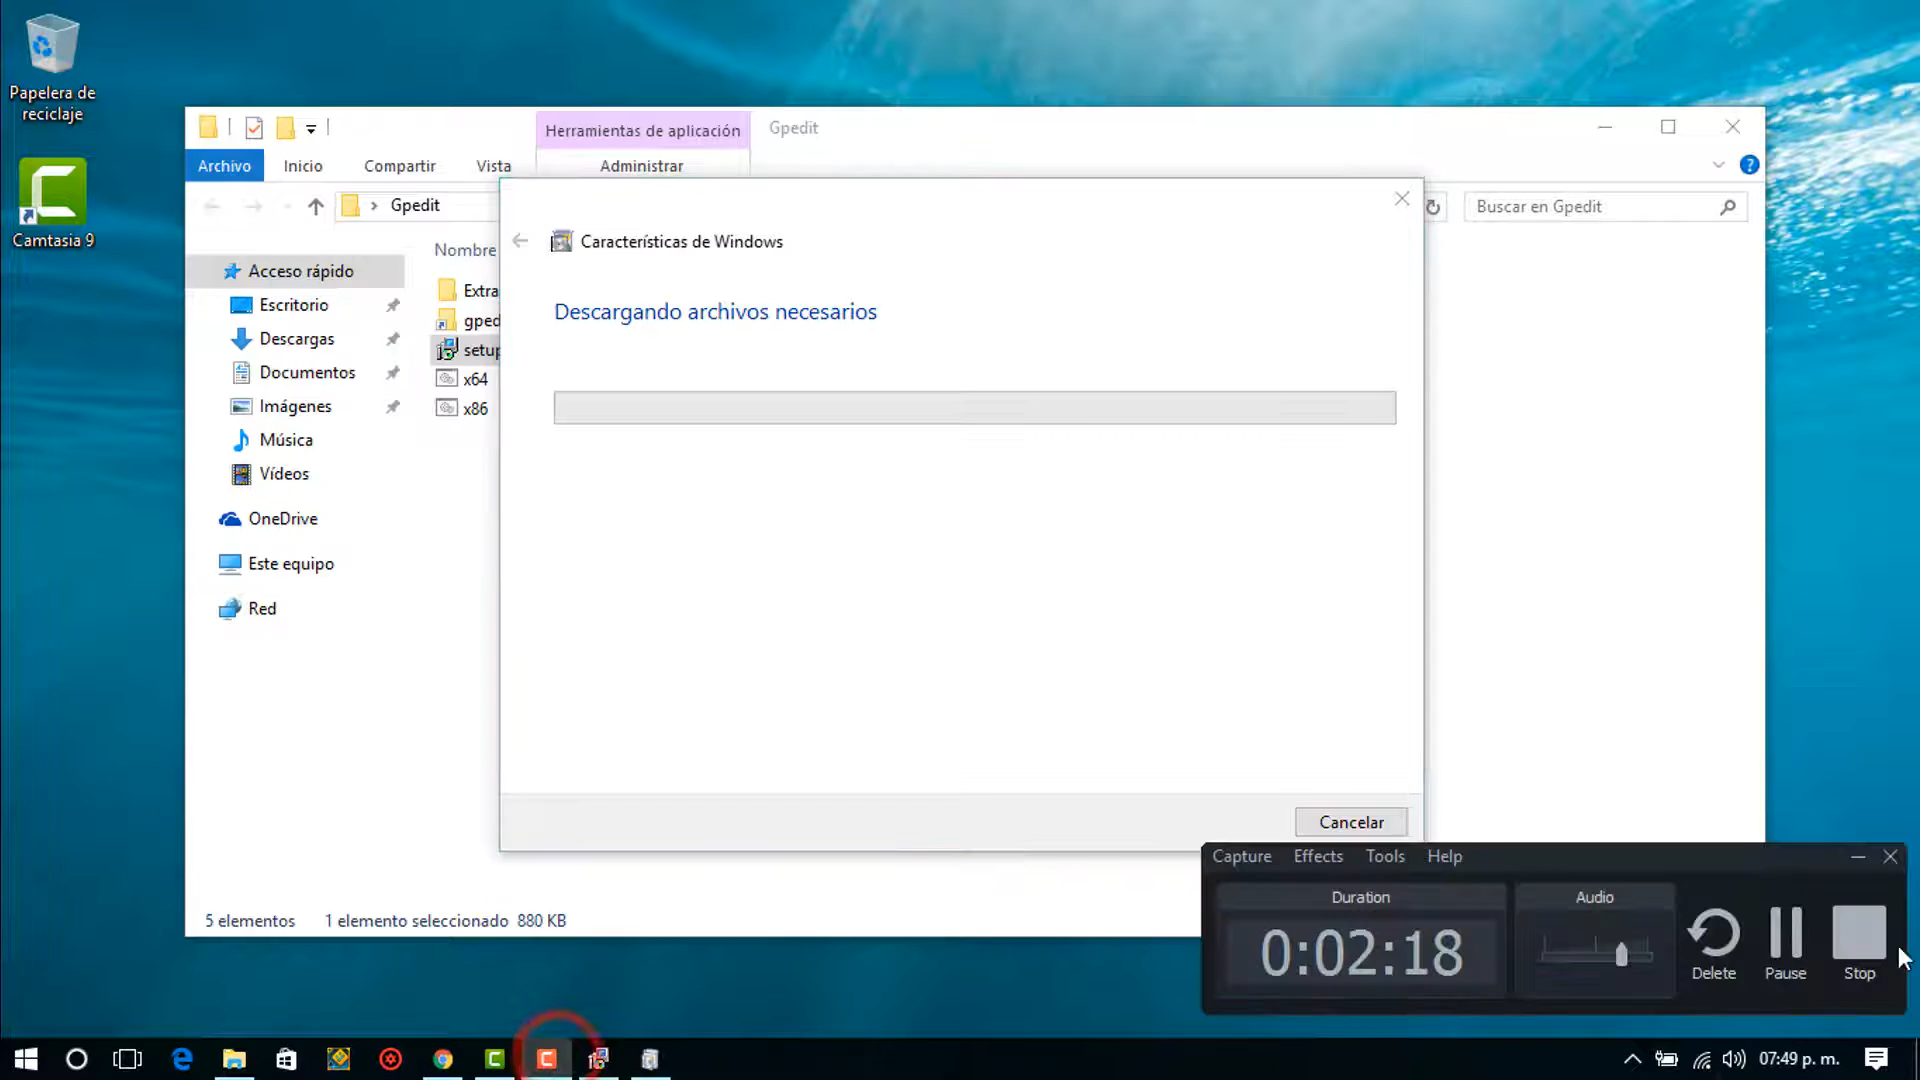 Papelera de
reciclaje
Camtasia 9
Herramientas de aplicación
Gpedit
Archivo
Inicio
Compartir
Vista
Administrar
Gpedit
Buscar en Gpedit
Acceso rápido
Escritorio
Descargas
Documentos
Imágenes
Música
Vídeos
OneDrive
Este equipo
Red
Nombre
Extra
gped
setup
x64
x86
Características de Windows
Descargando archivos necesarios
Cancelar
5 elementos
1 elemento seleccionado 880 KB
Capture
Effects
Tools
Help
Duration
0:02:18
Audio
Delete
Pause
Stop
07:49 p. m.